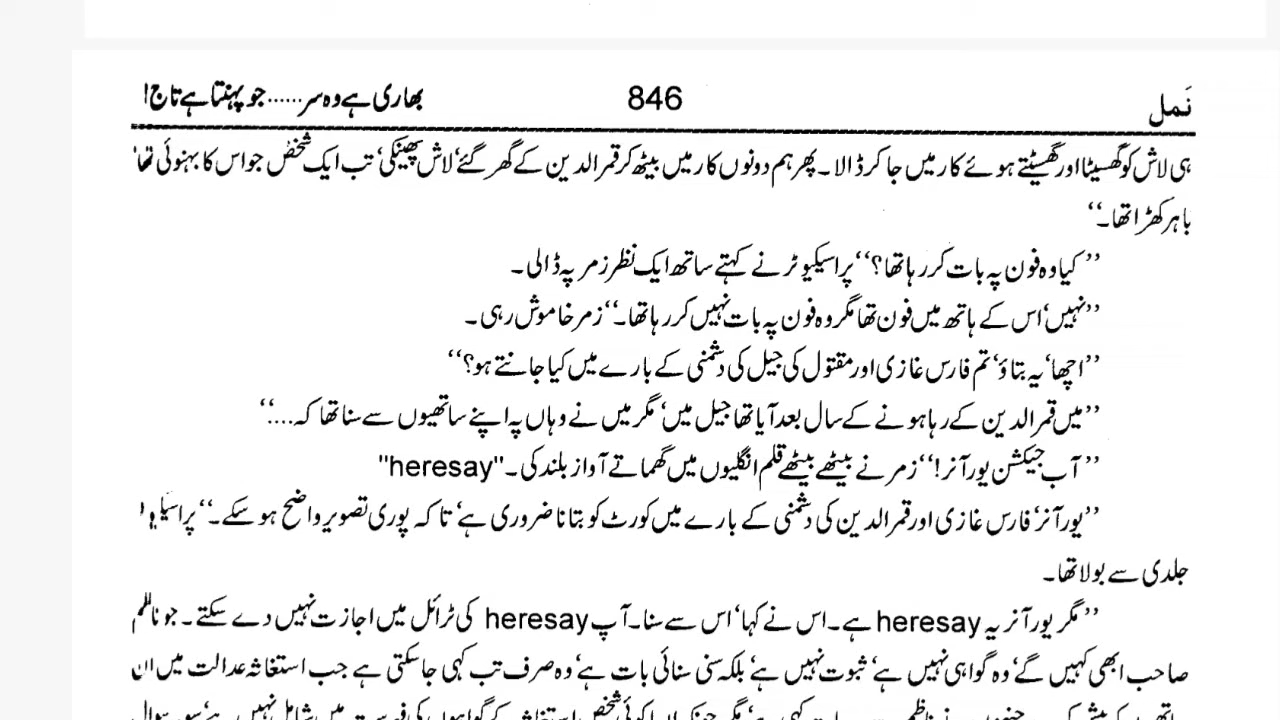 نَمل 846 بھاری ہے وہ سر......جو پہنتا ہے تاج!
ہی لاش کو گھسیٹا اور گھسیٹتے ہوئے کار میں جا کر ڈالا۔ پھر ہم دونوں کار میں بیٹھ کر قمر الدین کے گھر گئے‘ لاش پھینکی‘ تب ایک شخص جو اس کا بہنوئی تھا
باہر کھڑا تھا۔‘‘
’’کیا وہ فون پہ بات کر رہا تھا؟‘‘ پراسیکیوٹر نے کہتے ساتھ ایک نظر زمر پہ ڈالی۔
’’نہیں‘ اس کے ہاتھ میں فون تھا مگر وہ فون پہ بات نہیں کر رہا تھا۔‘‘ زمر خاموش رہی۔
’’اچھا‘ یہ بتاؤ‘ تم فارس غازی اور مقتول کی جیل کی دشمنی کے بارے میں کیا جانتے ہو؟‘‘
’’میں قمر الدین کے رہا ہونے کے سال بعد آیا تھا جیل میں‘ مگر میں نے وہاں پہ اپنے ساتھیوں سے سنا تھا کہ....‘‘
’’آب جیکشن یور آنر!‘‘ زمر نے بیٹھے بیٹھے قلم انگلیوں میں گھماتے آواز بلند کی۔ "heresay"
’’یور آنر‘ فارس غازی اور قمر الدین کی دشمنی کے بارے میں کورٹ کو بتانا ضروری ہے‘ تا کہ پوری تصویر واضح ہو سکے۔‘‘
جلدی سے بولا تھا۔
’’مگر یور آنر یہ heresay ہے۔ اس نے کہا‘ اس سے سنا۔ آپ heresay کی ٹرائل میں اجازت نہیں دے سکتے۔ جو ناظم
صاحب ابھی کہیں گے‘ وہ گواہی نہیں ہے‘ ثبوت نہیں ہے‘ بلکہ سنی سنائی بات ہے‘ وہ صرف تب کہی جا سکتی ہے جب استغاثہ عدالت میں ان